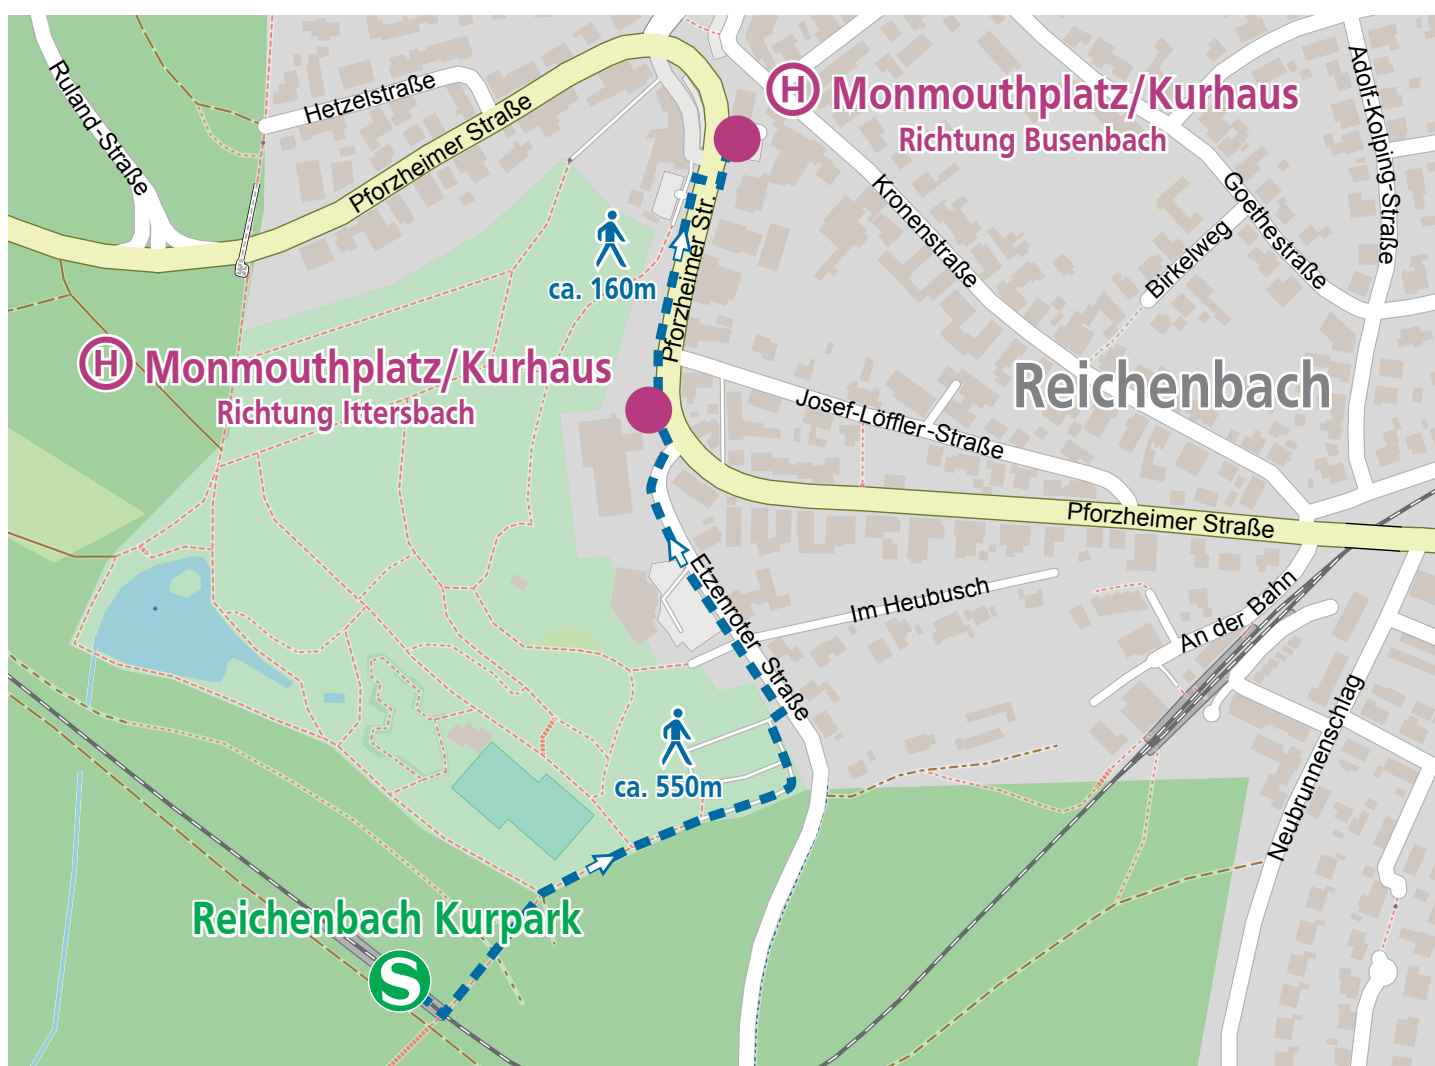 Ruland-Straße
Hetzelstraße
Pforzheimer Straße
H Monmouthplatz/Kurhaus
Richtung Busenbach
Adolf-Kolping-Straße
Kronenstraße
Goethestraße
Birkelweg
Pforzheimer Str.
ca. 160m
Pforzheimer Straße
H Monmouthplatz/Kurhaus
Richtung Ittersbach
Reichenbach
Josef-Löffler-Straße
Pforzheimer Straße
Etzenroter Straße
Im Heubusch
An der Bahn
Neubrunnenschlag
ca. 550m
Reichenbach Kurpark
S